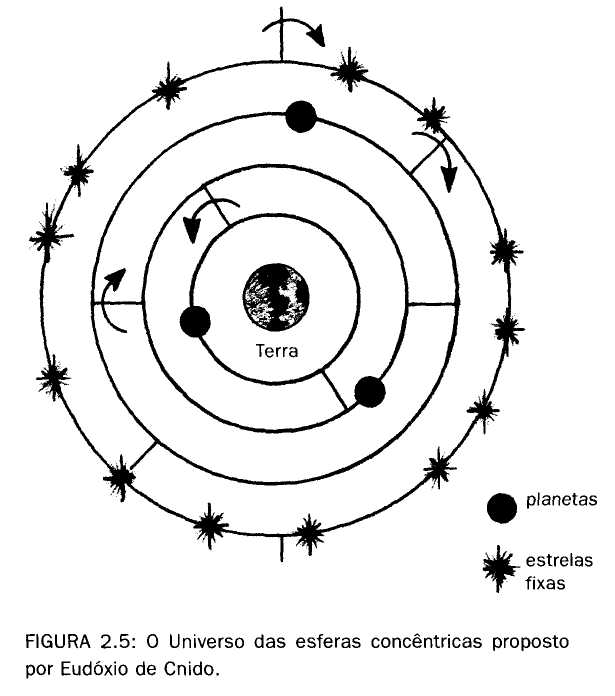 Terra
planetas
estrelas
fixas
FIGURA 2.5: O Universo das esferas concêntricas proposto
por Eudóxio de Cnido.